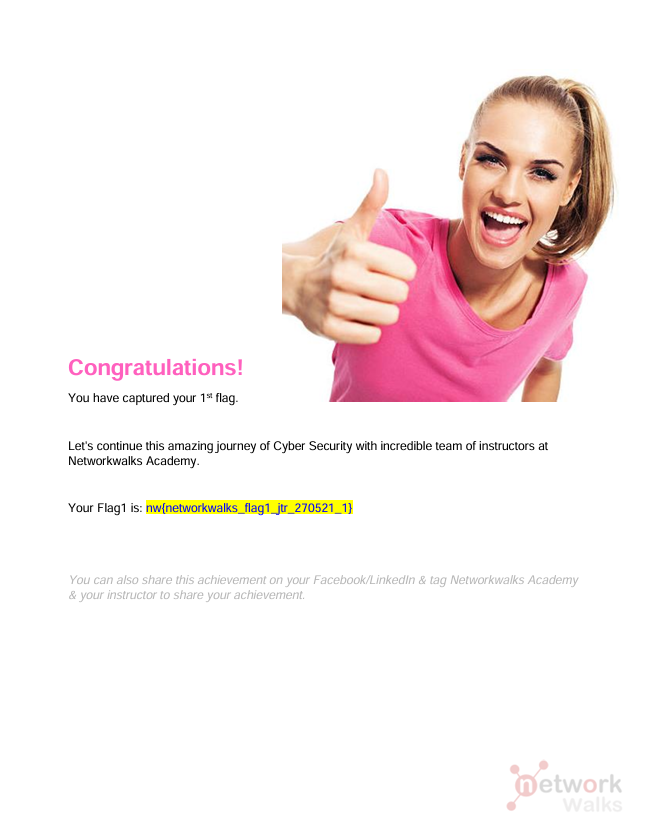 Congratulations!
You have captured your 1st flag.
Let's continue this amazing journey of Cyber Security with incredible team of instructors at
Networkwalks Academy.
Your Flag1 is: nw{networkwalks_flag1_jtr_270521_1}
You can also share this achievement on your Facebook/LinkedIn & tag Networkwalks Academy
& your instructor to share your achievement.
network
Walks